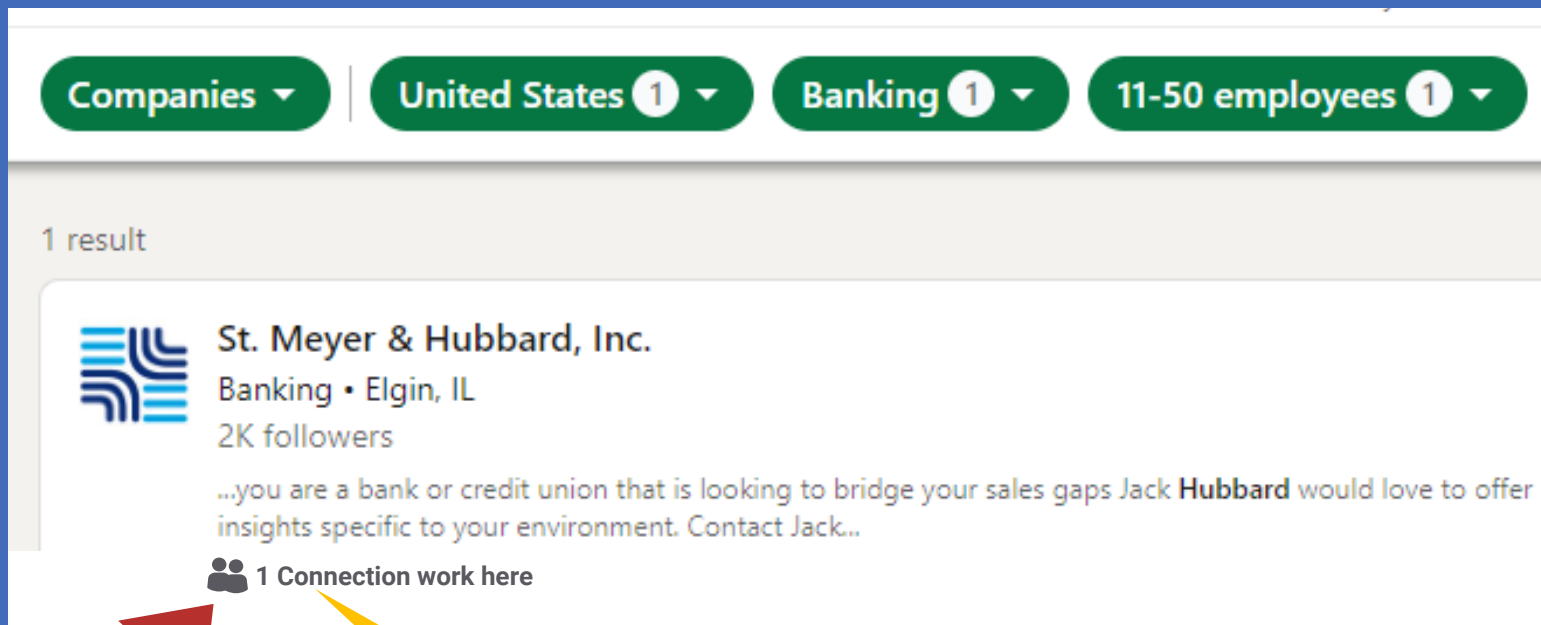 Companies United States 1 Banking 1 11-50 employees 1
1 result
St. Meyer & Hubbard, Inc.
Banking • Elgin, IL
2K followers
...you are a bank or credit union that is looking to bridge your sales gaps Jack Hubbard would love to offer
insights specific to your environment. Contact Jack...
1 Connection work here